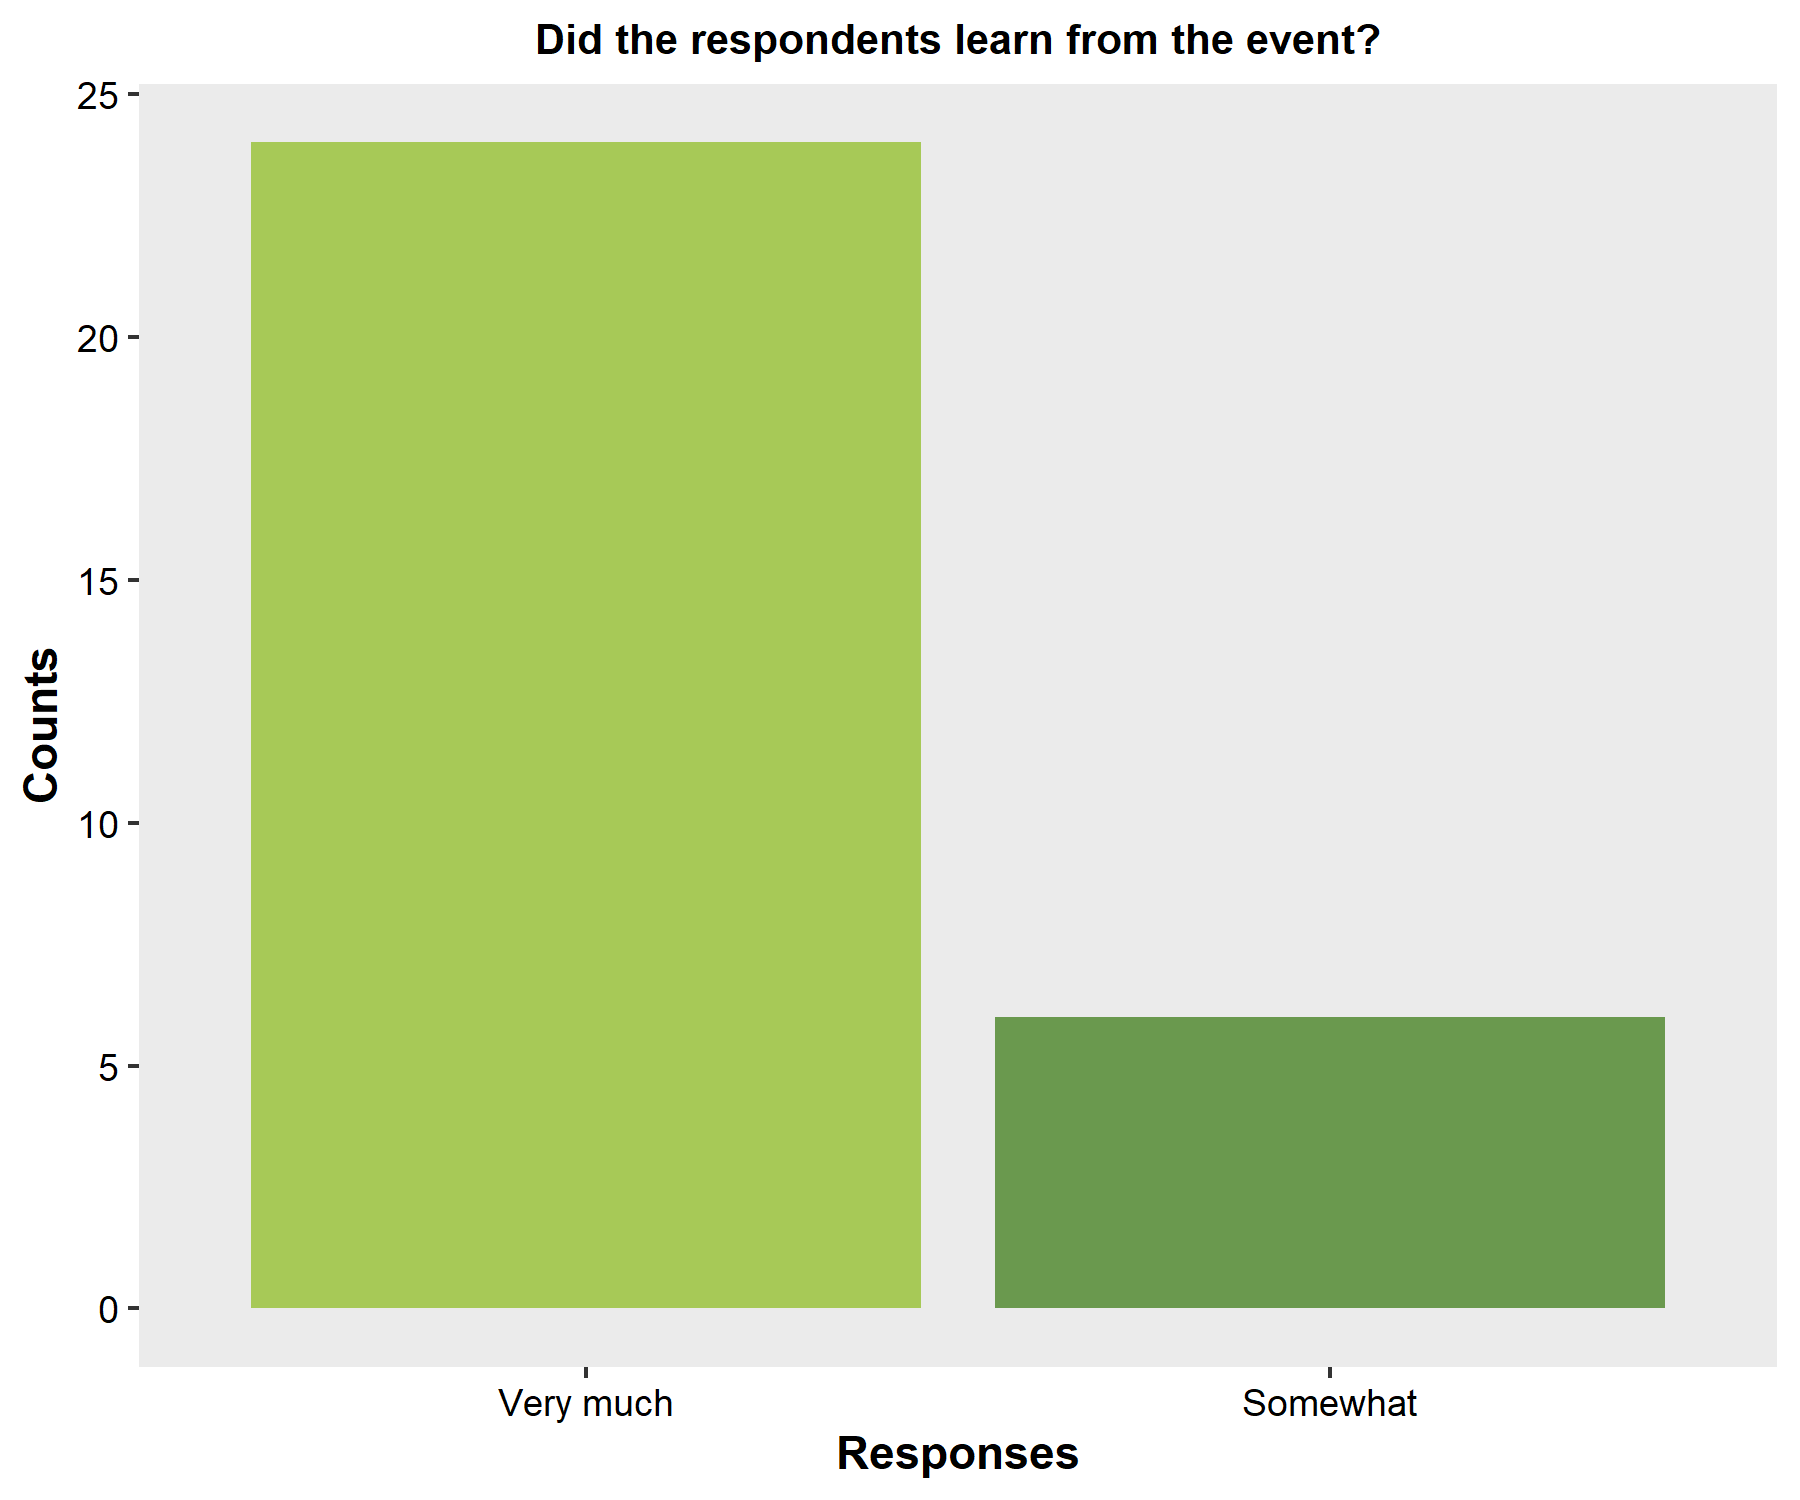 Did the respondents learn from the event?
25
20
15
10
5
0
Counts
Very much
Somewhat
Responses